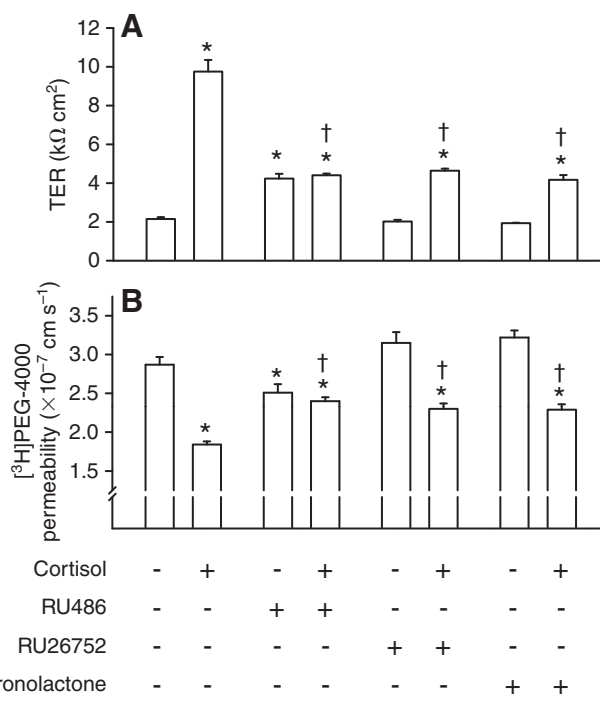 A
12
10
8
6
4
2
0
TER (kΩ cm²)
* * † * † * † *
B
3.5
3.0
2.5
2.0
1.5
[³H]PEG-4000
permeability (×10⁻⁷ cm s⁻¹)
* * † * † * † *
Cortisol - + - + - + - +
RU486 - - + + - - - -
RU26752 - - - - + + - -
ronolactone - - - - - - + +